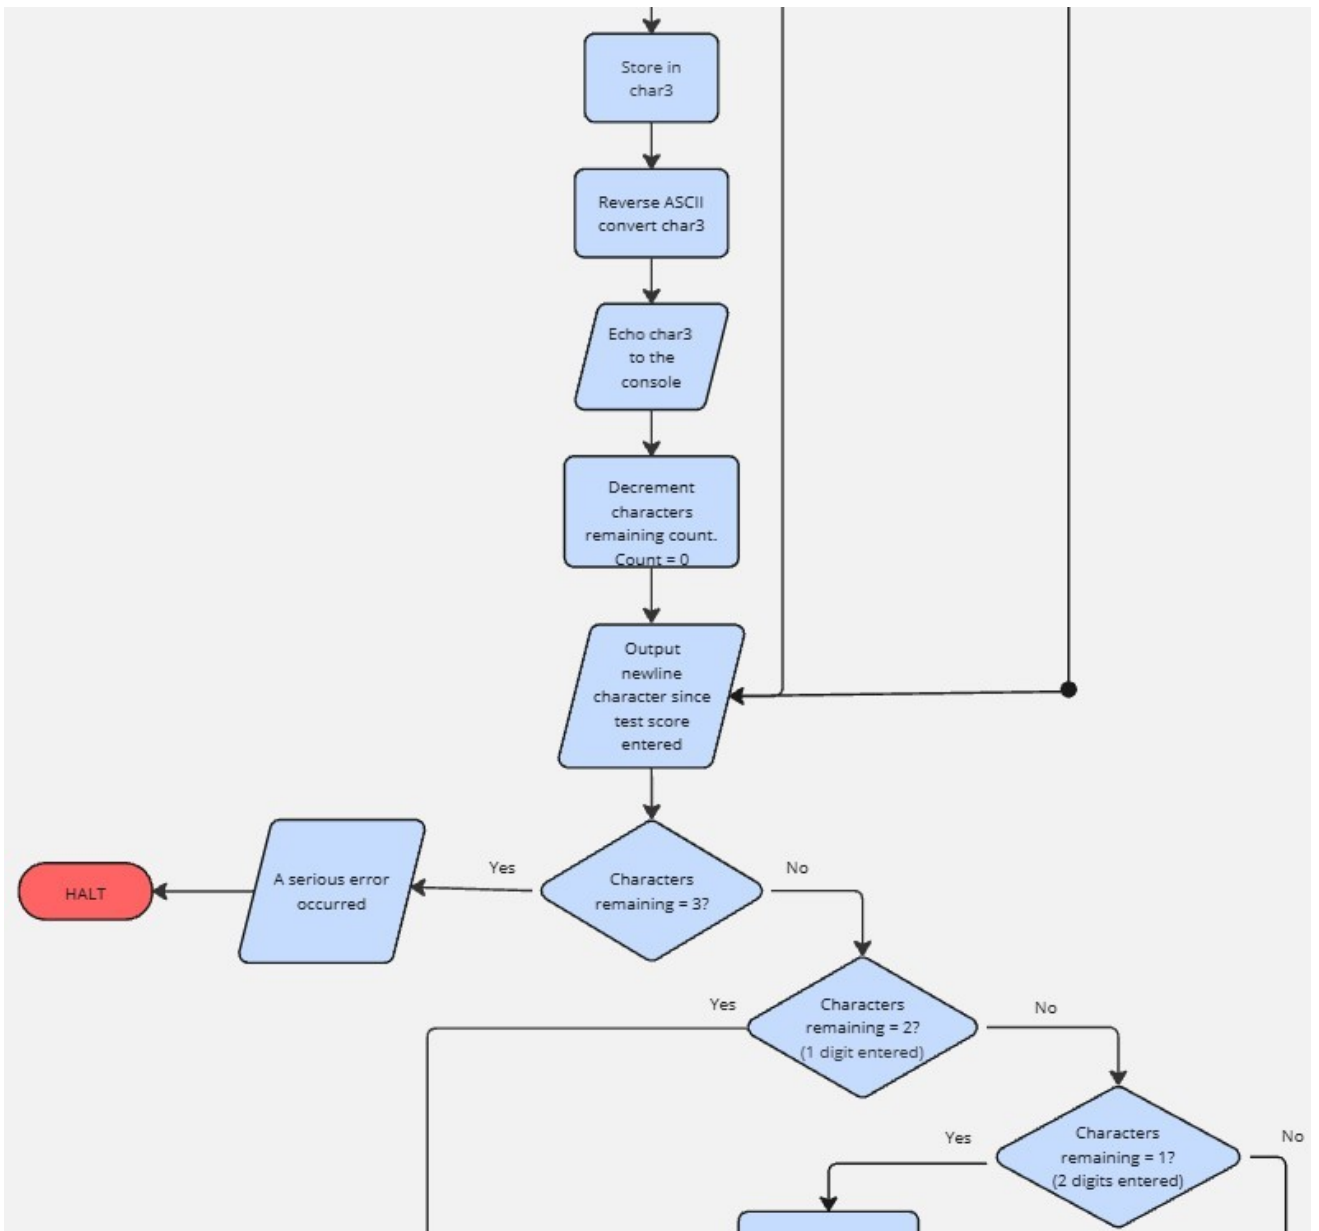 Store in
char3
Reverse ASCII
convert char3
Echo char3
to the
console
Decrement
characters
remaining count.
Count = 0
Output
newline
character since
test score
entered
HALT
A serious error
occurred
Yes
Characters
remaining = 3?
No
Yes
Characters
remaining = 2?
(1 digit entered)
No
Yes
Characters
remaining = 1?
(2 digits entered)
No